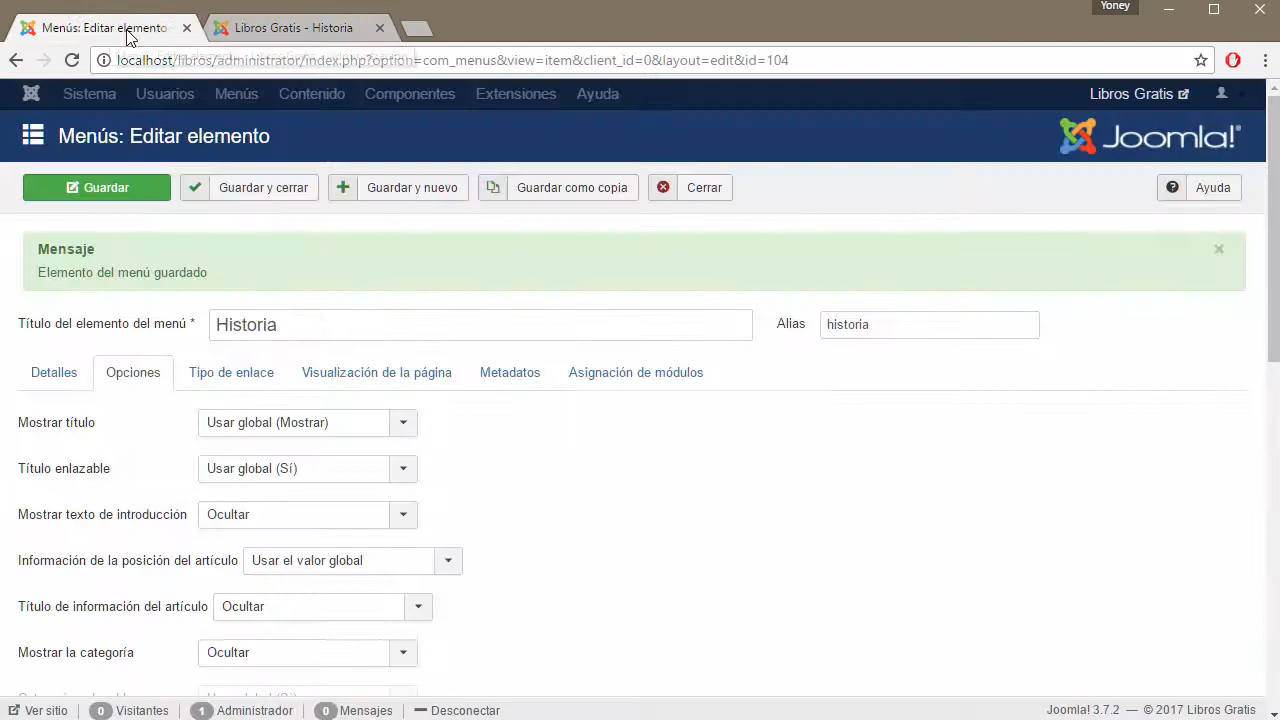 Yoney
Menús: Editar elemento
Libros Gratis - Historia
localhost/libros/administrator/index.php?option=com_menus&view=item&client_id=0&layout=edit&id=104
Sistema Usuarios Menús Contenido Componentes Extensiones Ayuda Libros Gratis
Menús: Editar elemento
Joomla!
Guardar Guardar y cerrar Guardar y nuevo Guardar como copia Cerrar Ayuda
Mensaje
Elemento del menú guardado
Título del elemento del menú * Historia Alias historia
Detalles Opciones Tipo de enlace Visualización de la página Metadatos Asignación de módulos
Mostrar título Usar global (Mostrar)
Título enlazable Usar global (Sí)
Mostrar texto de introducción Ocultar
Información de la posición del artículo Usar el valor global
Título de información del artículo Ocultar
Mostrar la categoría Ocultar
Ver sitio 0 Visitantes 1 Administrador 0 Mensajes Desconectar Joomla! 3.7.2 — © 2017 Libros Gratis